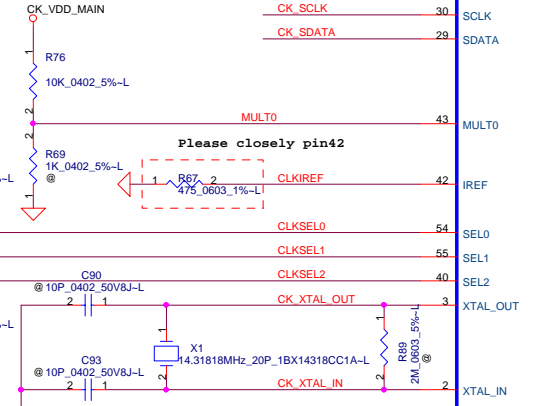 CK_VDD_MAIN
CK_SCLK 30 SCLK
CK_SDATA 29 SDATA
1
R76
10K_0402_5%~L
2
MULT0 43 MULT0
2
R69
1K_0402_5%~L
@
1
Please closely pin42
~L
1 R67 2 CLKIREF 42 IREF
475_0603_1%~L
CLKSEL0 54 SEL0
CLKSEL1 55 SEL1
CLKSEL2 40 SEL2
C90
@ 10P_0402_50V8J~L
2 1 CK_XTAL_OUT 3 XTAL_OUT
~L
1 1
X1
14.31818MHz_20P_1BX14318CC1A~L
R89
2M_0603_5%~L
@
C93
@ 10P_0402_50V8J~L
2 2
2 1 CK_XTAL_IN 2 XTAL_IN